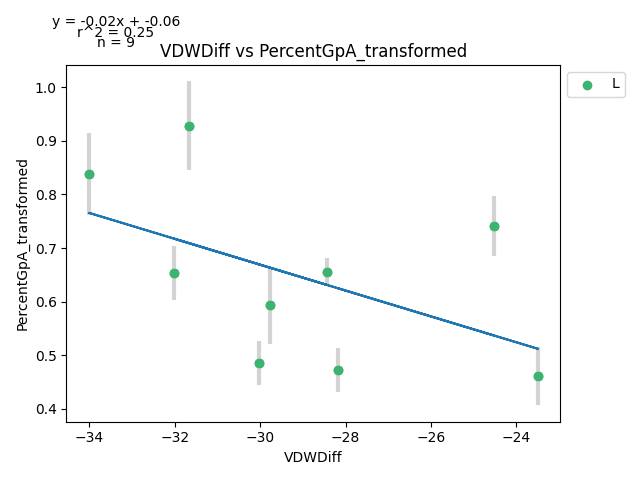 y = -0.02x + -0.06
r^2 = 0.25
n = 9
VDWDiff vs PercentGpA_transformed
L
PercentGpA_transformed
1.0
0.9
0.8
0.7
0.6
0.5
0.4
−34 −32 −30 −28 −26 −24
VDWDiff